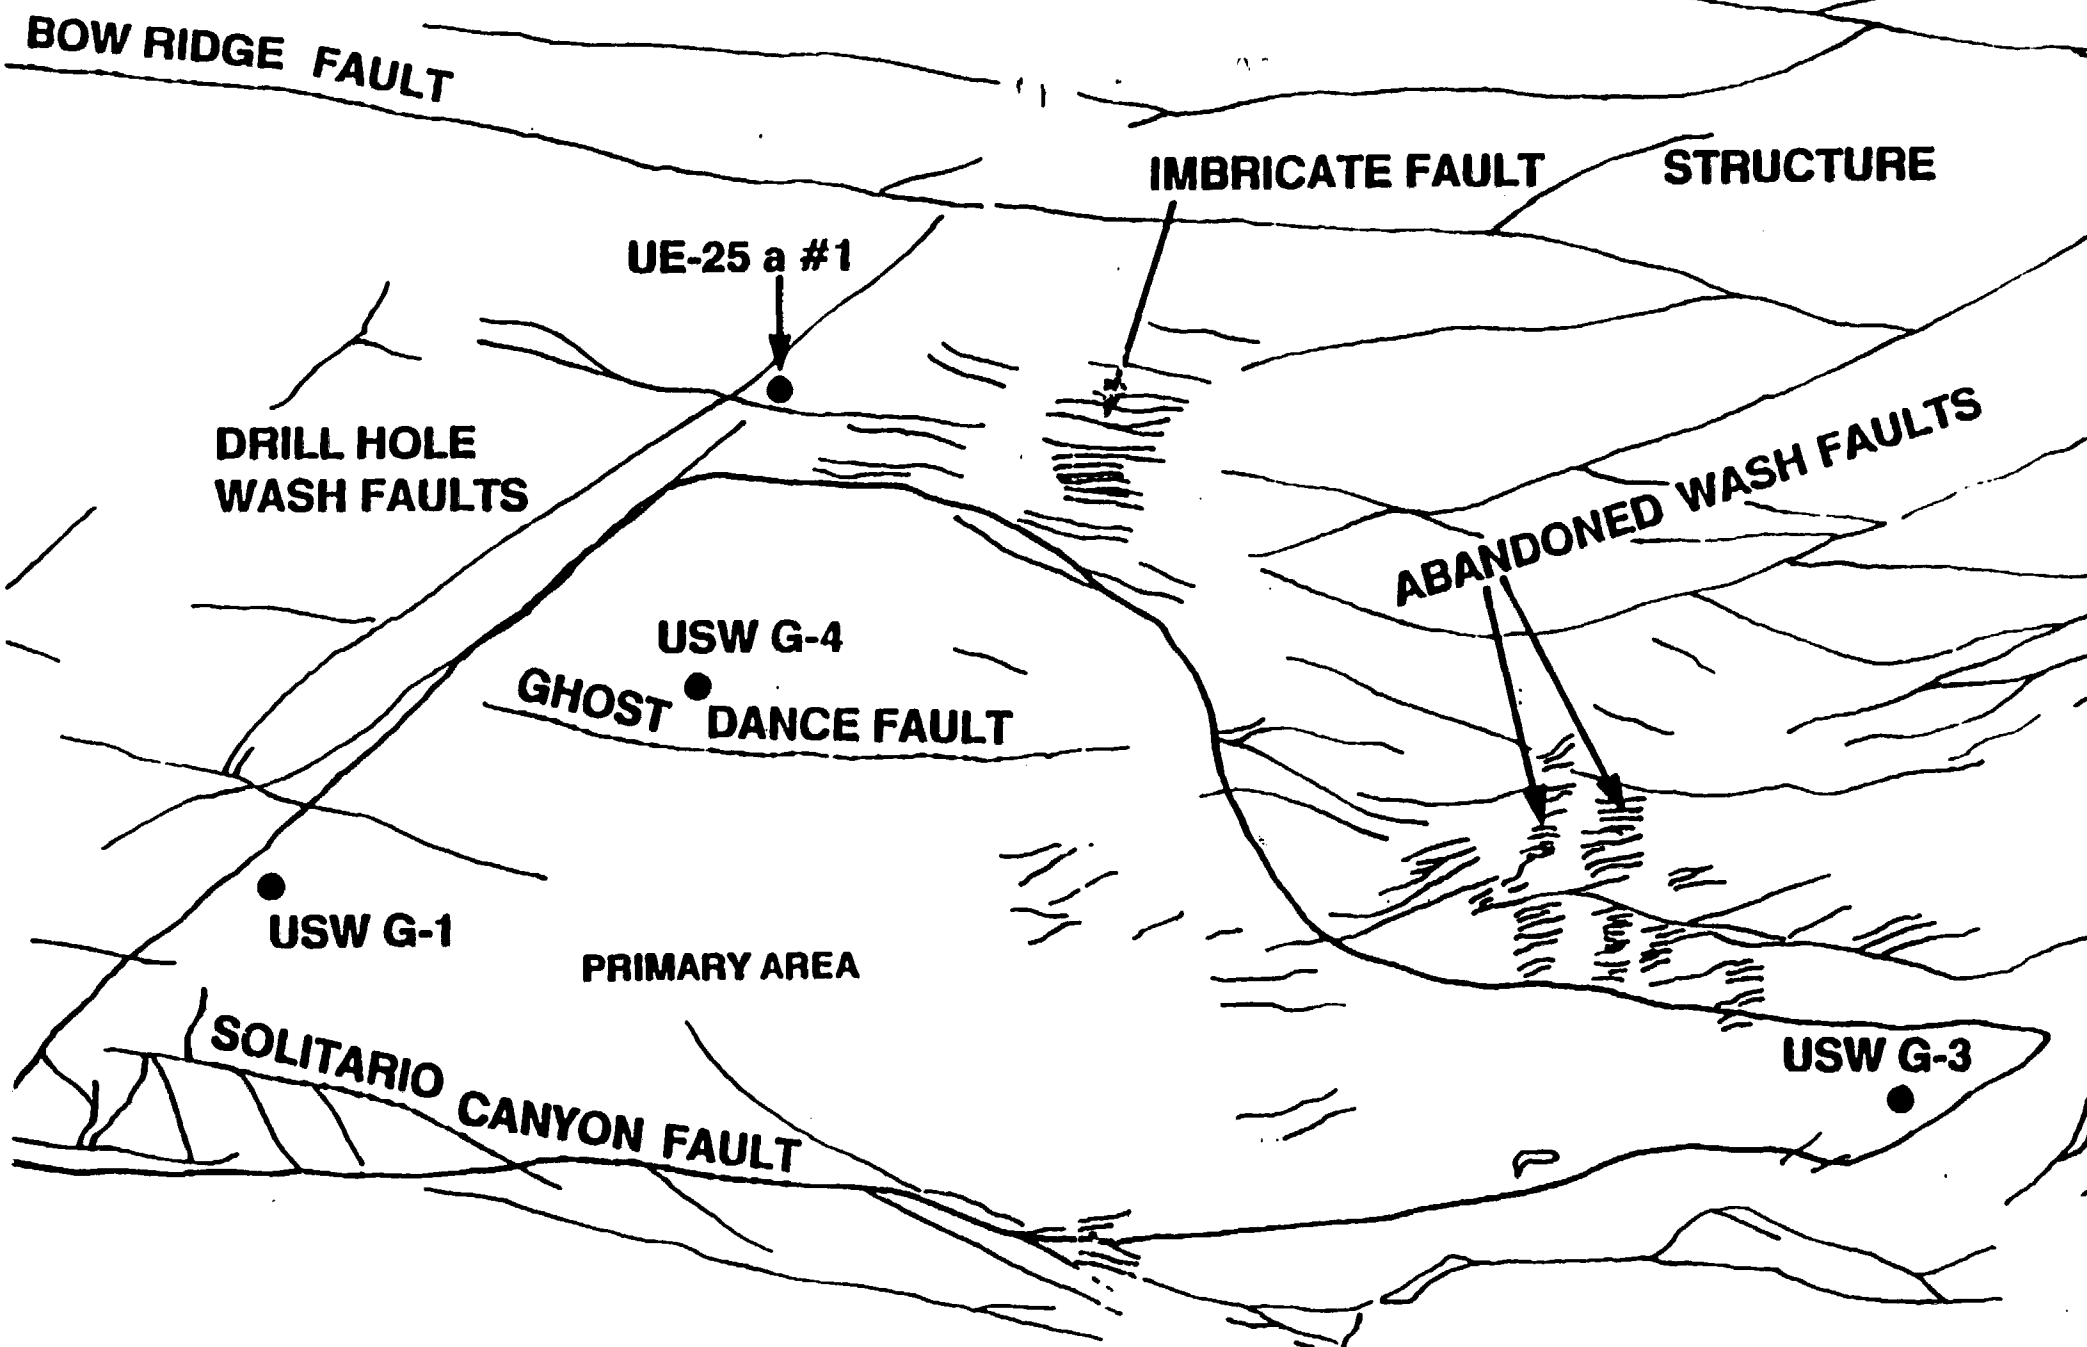 BOW RIDGE FAULT
IMBRICATE FAULT STRUCTURE
UE-25 a #1
DRILL HOLE
WASH FAULTS
ABANDONED WASH FAULTS
USW G-4
GHOST DANCE FAULT
USW G-1
PRIMARY AREA
SOLITARIO CANYON FAULT
USW G-3